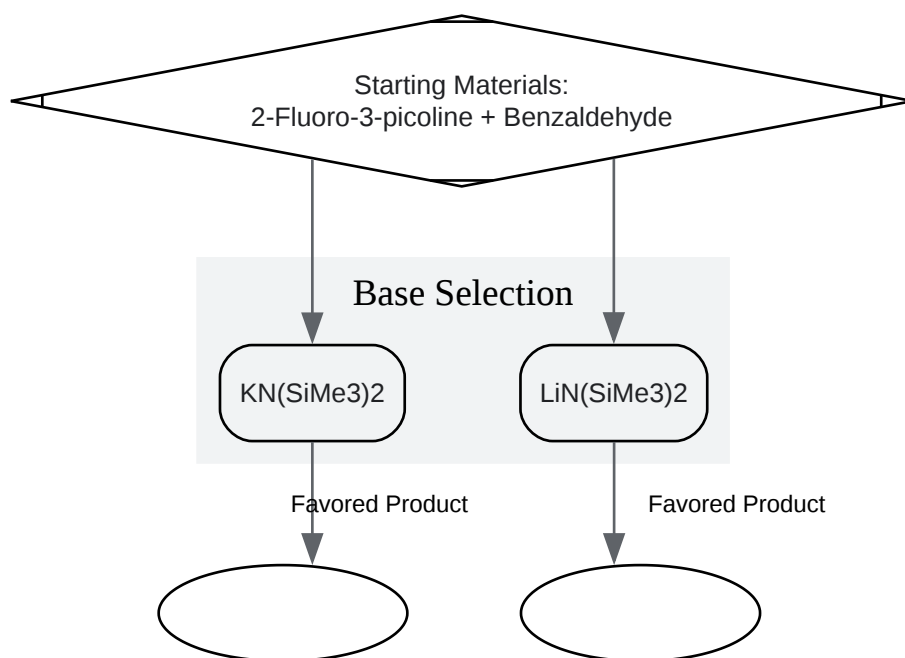 Starting Materials:
2-Fluoro-3-picoline + Benzaldehyde
Base Selection
KN(SiMe3)2
LiN(SiMe3)2
Favored Product
Favored Product